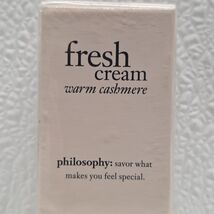 fresh
cream
warm cashmere
philosophy: savor what
makes you feel special.